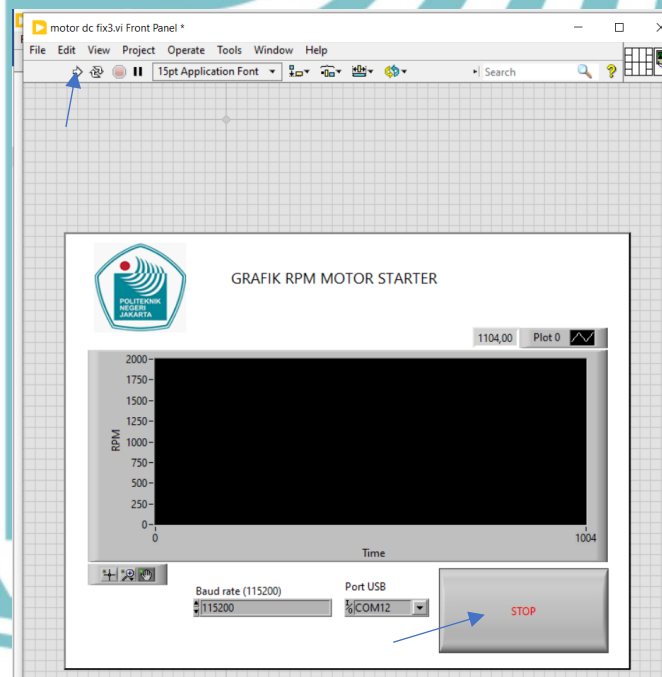 motor dc fix3.vi Front Panel *
File Edit View Project Operate Tools Window Help
15pt Application Font
Search
POLITEKNIK
NEGERI
JAKARTA
GRAFIK RPM MOTOR STARTER
1104,00 Plot 0
2000
1750
1500
1250
1000
750
500
250
0
RPM
0 1004
Time
Baud rate (115200)
115200
Port USB
COM12
STOP